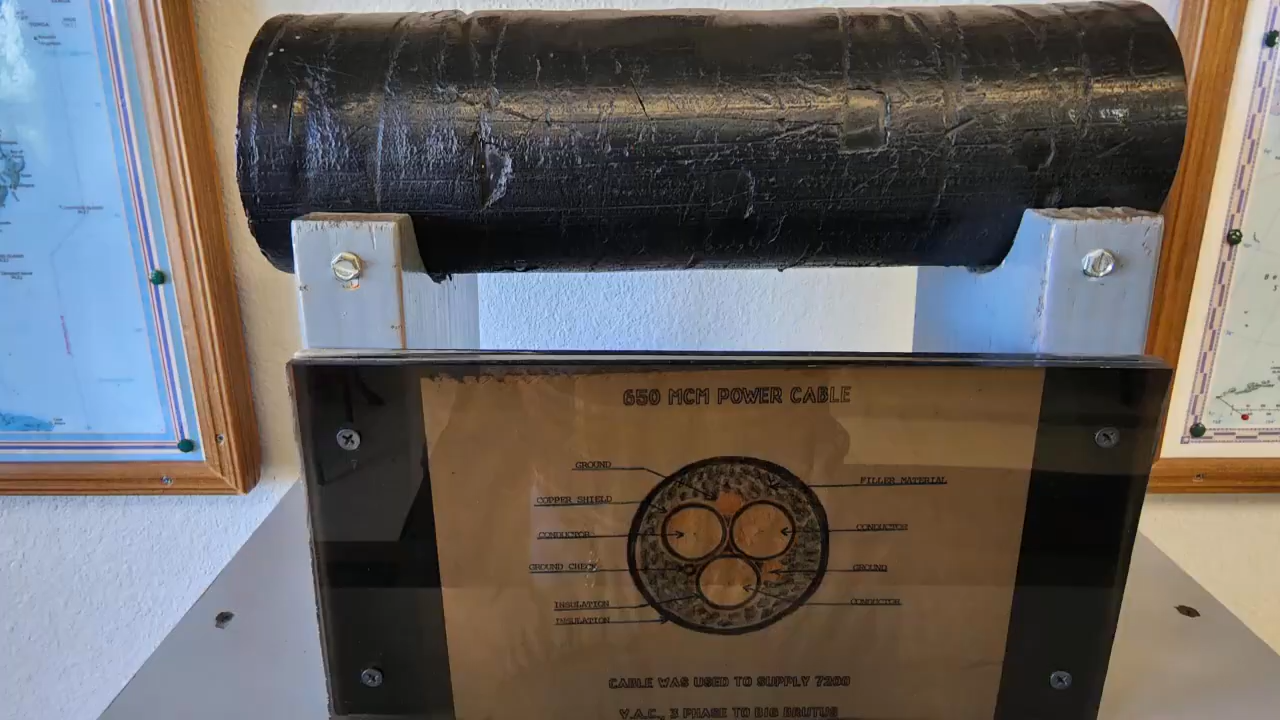 650 MCM POWER CABLE
GROUND
FILLER MATERIAL
COPPER SHIELD
CONDUCTOR
CONDUCTOR
GROUND CHECK
GROUND
INSULATION
CONDUCTOR
INSULATION
CABLE WAS USED TO SUPPLY 7200
V.A.C., 3 PHASE TO BIG BRUTUS